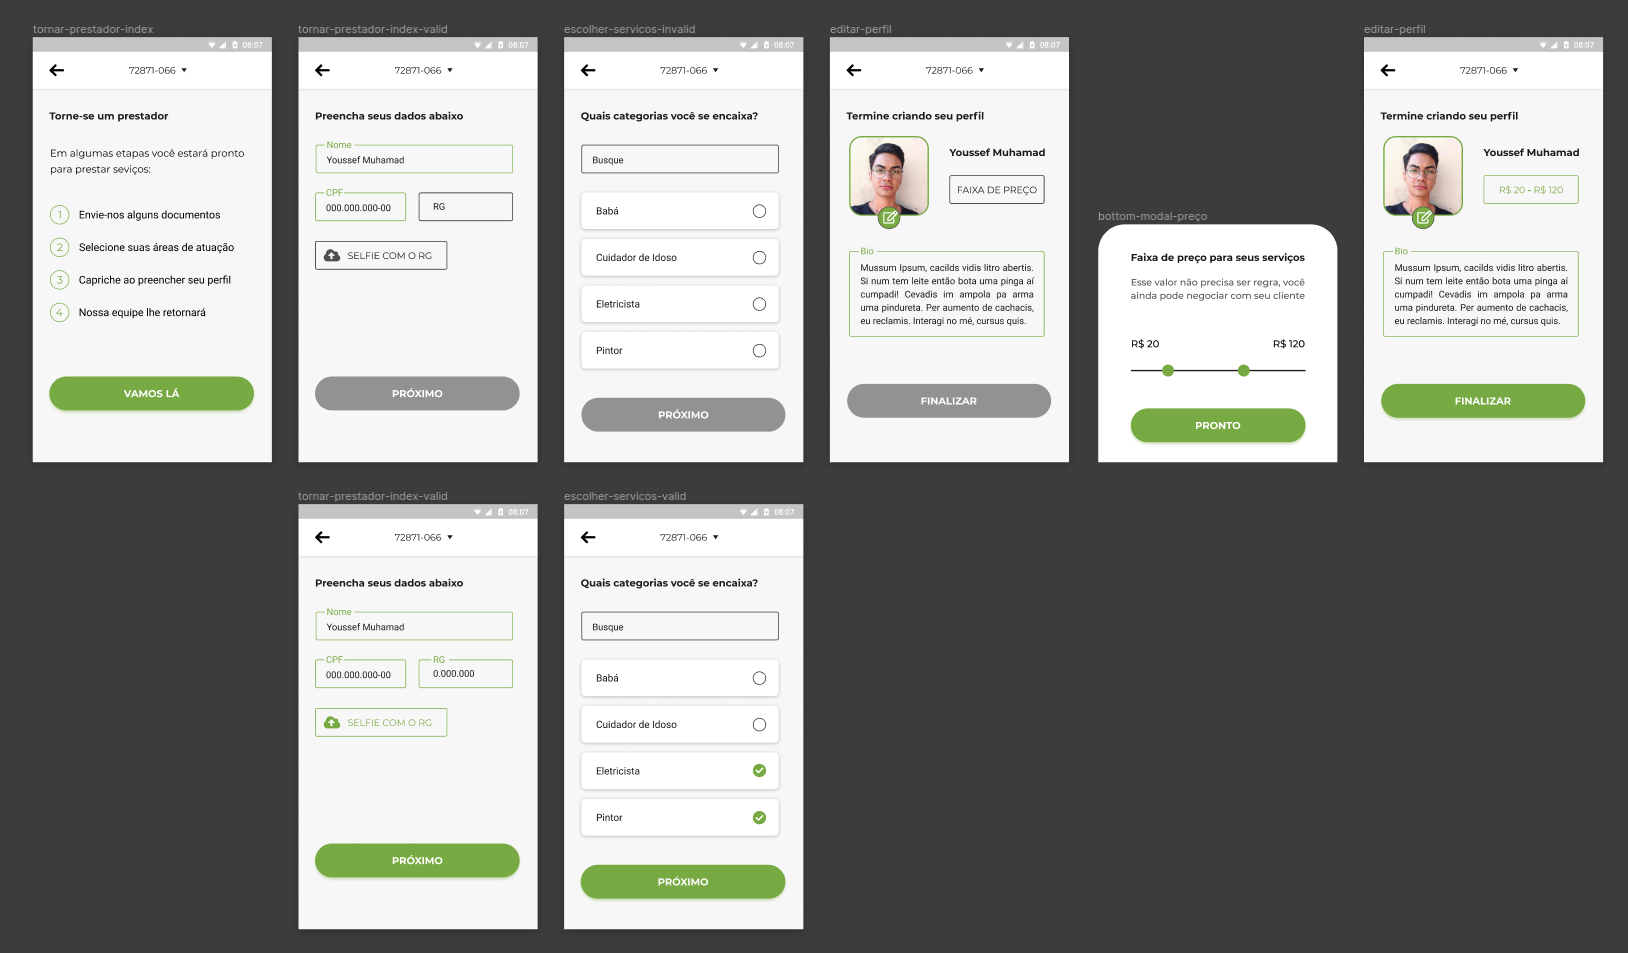 tornar-prestador-index
08:07
72871-066
Torne-se um prestador
Em algumas etapas você estará pronto
para prestar seviços:
1 Envie-nos alguns documentos
2 Selecione suas áreas de atuação
3 Capriche ao preencher seu perfil
4 Nossa equipe lhe retornará
VAMOS LÁ
tornar-prestador-index-valid
08:07
72871-066
Preencha seus dados abaixo
Nome
Youssef Muhamad
CPF
000.000.000-00
RG
SELFIE COM O RG
PRÓXIMO
escolher-servicos-invalid
08:07
72871-066
Quais categorias você se encaixa?
Busque
Babá
Cuidador de Idoso
Eletricista
Pintor
PRÓXIMO
editar-perfil
08:07
72871-066
Termine criando seu perfil
Youssef Muhamad
FAIXA DE PREÇO
Bio
Mussum Ipsum, cacilds vidis litro abertis.
Si num tem leite então bota uma pinga aí
cumpadi! Cevadis im ampola pa arma
uma pindureta. Per aumento de cachacis,
eu reclamis. Interagi no mé, cursus quis.
FINALIZAR
bottom-modal-preço
Faixa de preço para seus serviços
Esse valor não precisa ser regra, você
ainda pode negociar com seu cliente
R$ 20
R$ 120
PRONTO
editar-perfil
08:07
72871-066
Termine criando seu perfil
Youssef Muhamad
R$ 20 - R$ 120
Bio
Mussum Ipsum, cacilds vidis litro abertis.
Si num tem leite então bota uma pinga aí
cumpadi! Cevadis im ampola pa arma
uma pindureta. Per aumento de cachacis,
eu reclamis. Interagi no mé, cursus quis.
FINALIZAR
tornar-prestador-index-valid
08:07
72871-066
Preencha seus dados abaixo
Nome
Youssef Muhamad
CPF
000.000.000-00
RG
0.000.000
SELFIE COM O RG
PRÓXIMO
escolher-servicos-valid
08:07
72871-066
Quais categorias você se encaixa?
Busque
Babá
Cuidador de Idoso
Eletricista
Pintor
PRÓXIMO